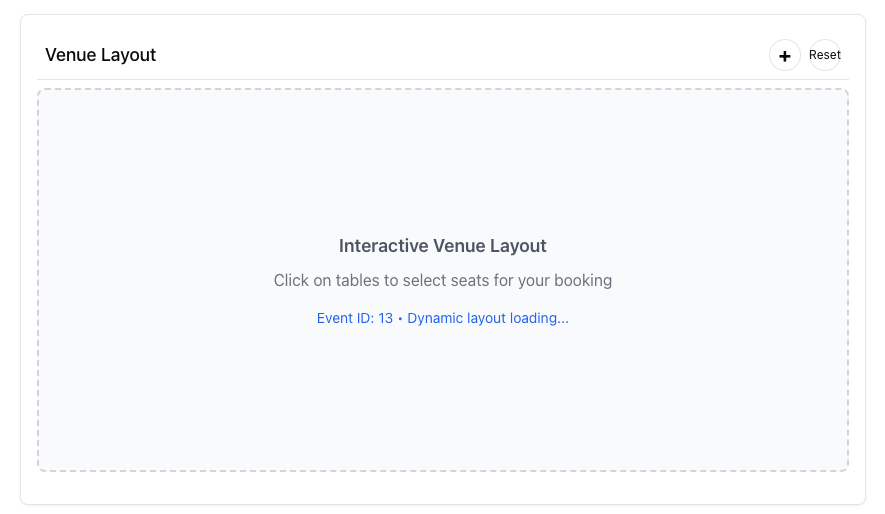 Venue Layout
+ Reset
Interactive Venue Layout
Click on tables to select seats for your booking
Event ID: 13 • Dynamic layout loading...